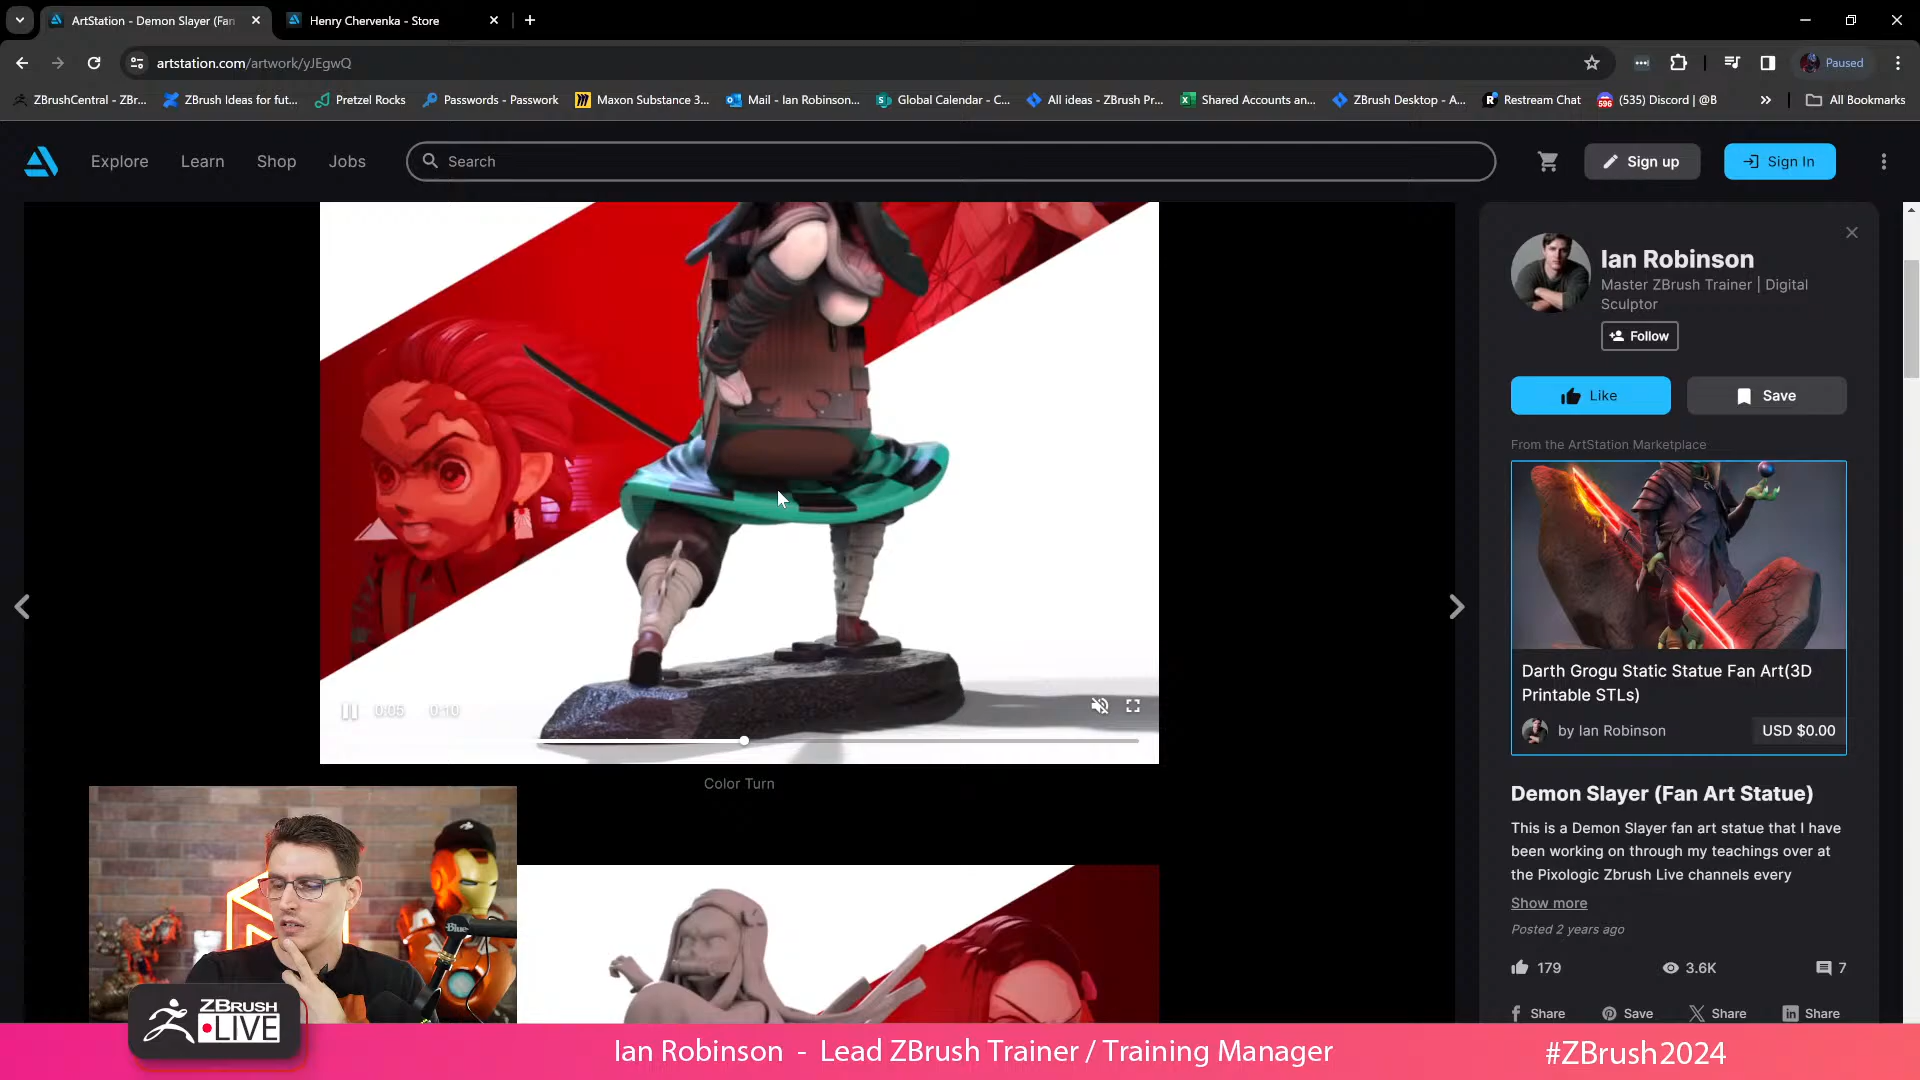 ArtStation - Demon Slayer (Fan
Henry Chervenka - Store
artstation.com/artwork/yJEgwQ
Paused
ZBrushCentral - ZBr...
ZBrush Ideas for fut...
Pretzel Rocks
Passwords - Passwork
Maxon Substance 3...
Mail - Ian Robinson...
Global Calendar - C...
All ideas - ZBrush Pr...
Shared Accounts an...
ZBrush Desktop - A...
Restream Chat
596
(535) Discord | @B
All Bookmarks
Explore
Learn
Shop
Jobs
Search
Sign up
Sign In
Ian Robinson
Master ZBrush Trainer | Digital
Sculptor
Follow
Like
Save
From the ArtStation Marketplace
Darth Grogu Static Statue Fan Art(3D
Printable STLs)
by Ian Robinson
USD $0.00
0:05
0:10
Color Turn
Demon Slayer (Fan Art Statue)
This is a Demon Slayer fan art statue that I have
been working on through my teachings over at
the Pixologic Zbrush Live channels every
Show more
Posted 2 years ago
179
3.6K
7
Share
Save
Share
Share
Blue
ZBRUSH
LIVE
Ian Robinson - Lead ZBrush Trainer / Training Manager
#ZBrush2024